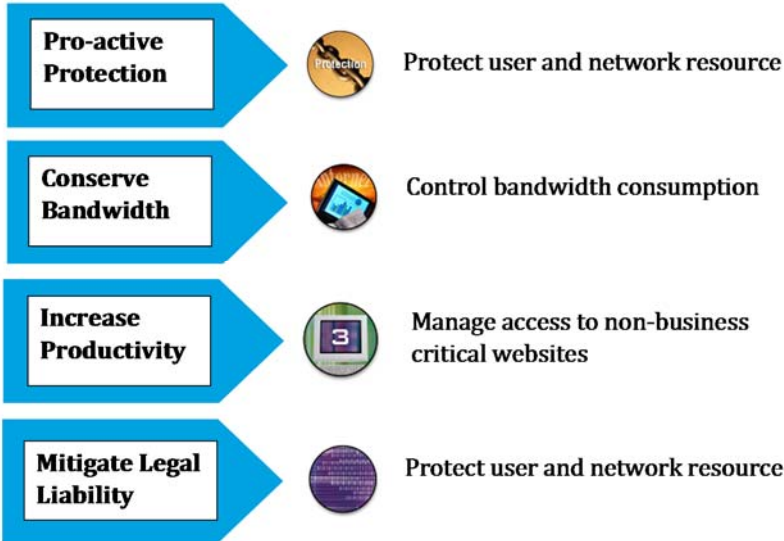 Pro-active
Protection
Protection
Protect user and network resource
Conserve
Bandwidth
internet
Control bandwidth consumption
Increase
Productivity
3
Manage access to non-business
critical websites
Mitigate Legal
Liability
Protect user and network resource